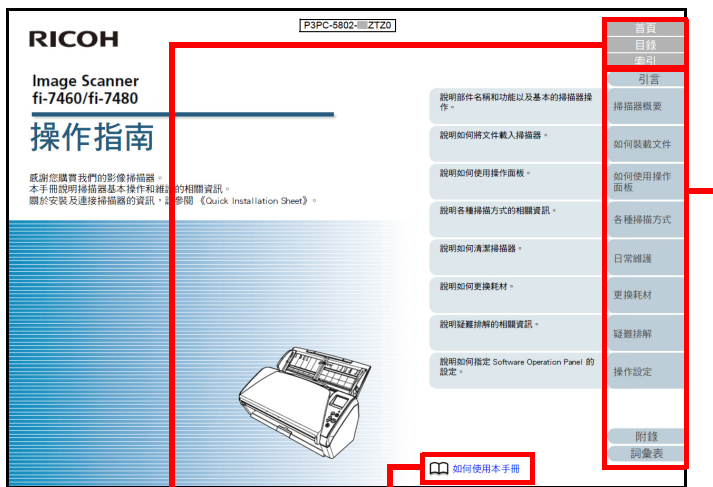 P3PC-5802- ZTZ0
RICOH
Image Scanner
fi-7460/fi-7480
操作指南
感謝您購買我們的影像掃描器。
本手冊說明掃描器基本操作和維護的相關資訊。
關於安裝及連接掃描器的資訊，請參閱《Quick Installation Sheet》。
首頁
目錄
索引
引言
說明部件名稱和功能以及基本的掃描器操
作。
掃描器概要
說明如何將文件載入掃描器。
如何裝載文件
說明如何使用操作面板。
如何使用操作
面板
說明各種掃描方式的相關資訊。
各種掃描方式
說明如何清潔掃描器。
日常維護
說明如何更換耗材。
更換耗材
說明疑難排解的相關資訊。
疑難排解
說明如何指定 Software Operation Panel 的
設定。
操作設定
附錄
詞彙表
如何使用本手冊